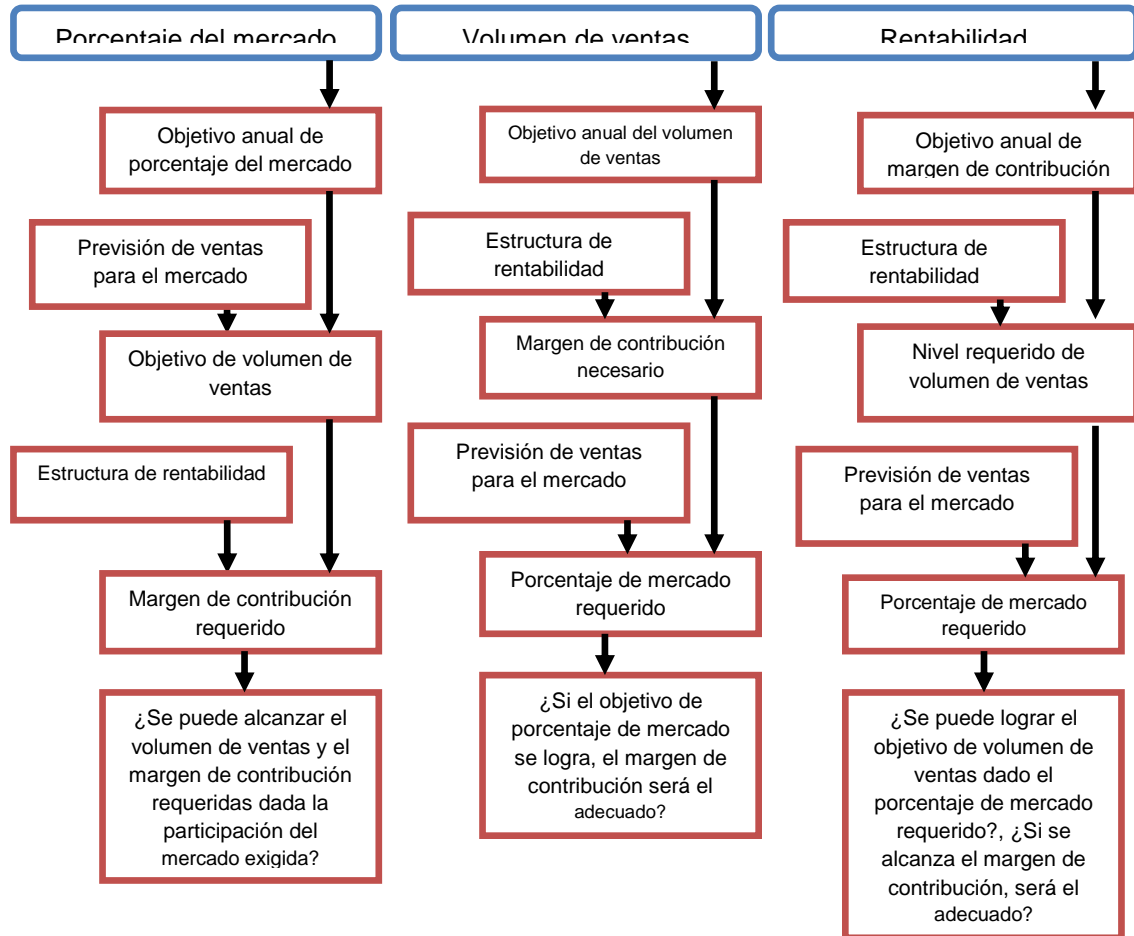 Porcentaje del mercado
Objetivo anual de
porcentaje del mercado
Previsión de ventas
para el mercado
Objetivo de volumen de
ventas
Estructura de rentabilidad
Margen de contribución
requerido
¿Se puede alcanzar el
volumen de ventas y el
margen de contribución
requeridas dada la
participación del
mercado exigida?
Volumen de ventas
Objetivo anual del volumen
de ventas
Estructura de
rentabilidad
Margen de contribución
necesario
Previsión de ventas
para el mercado
Porcentaje de mercado
requerido
¿Si el objetivo de
porcentaje de mercado
se logra, el margen de
contribución será el
adecuado?
Rentabilidad
Objetivo anual de
margen de contribución
Estructura de
rentabilidad
Nivel requerido de
volumen de ventas
Previsión de ventas
para el mercado
Porcentaje de mercado
requerido
¿Se puede lograr el
objetivo de volumen de
ventas dado el
porcentaje de mercado
requerido?, ¿Si se
alcanza el margen de
contribución, será el
adecuado?